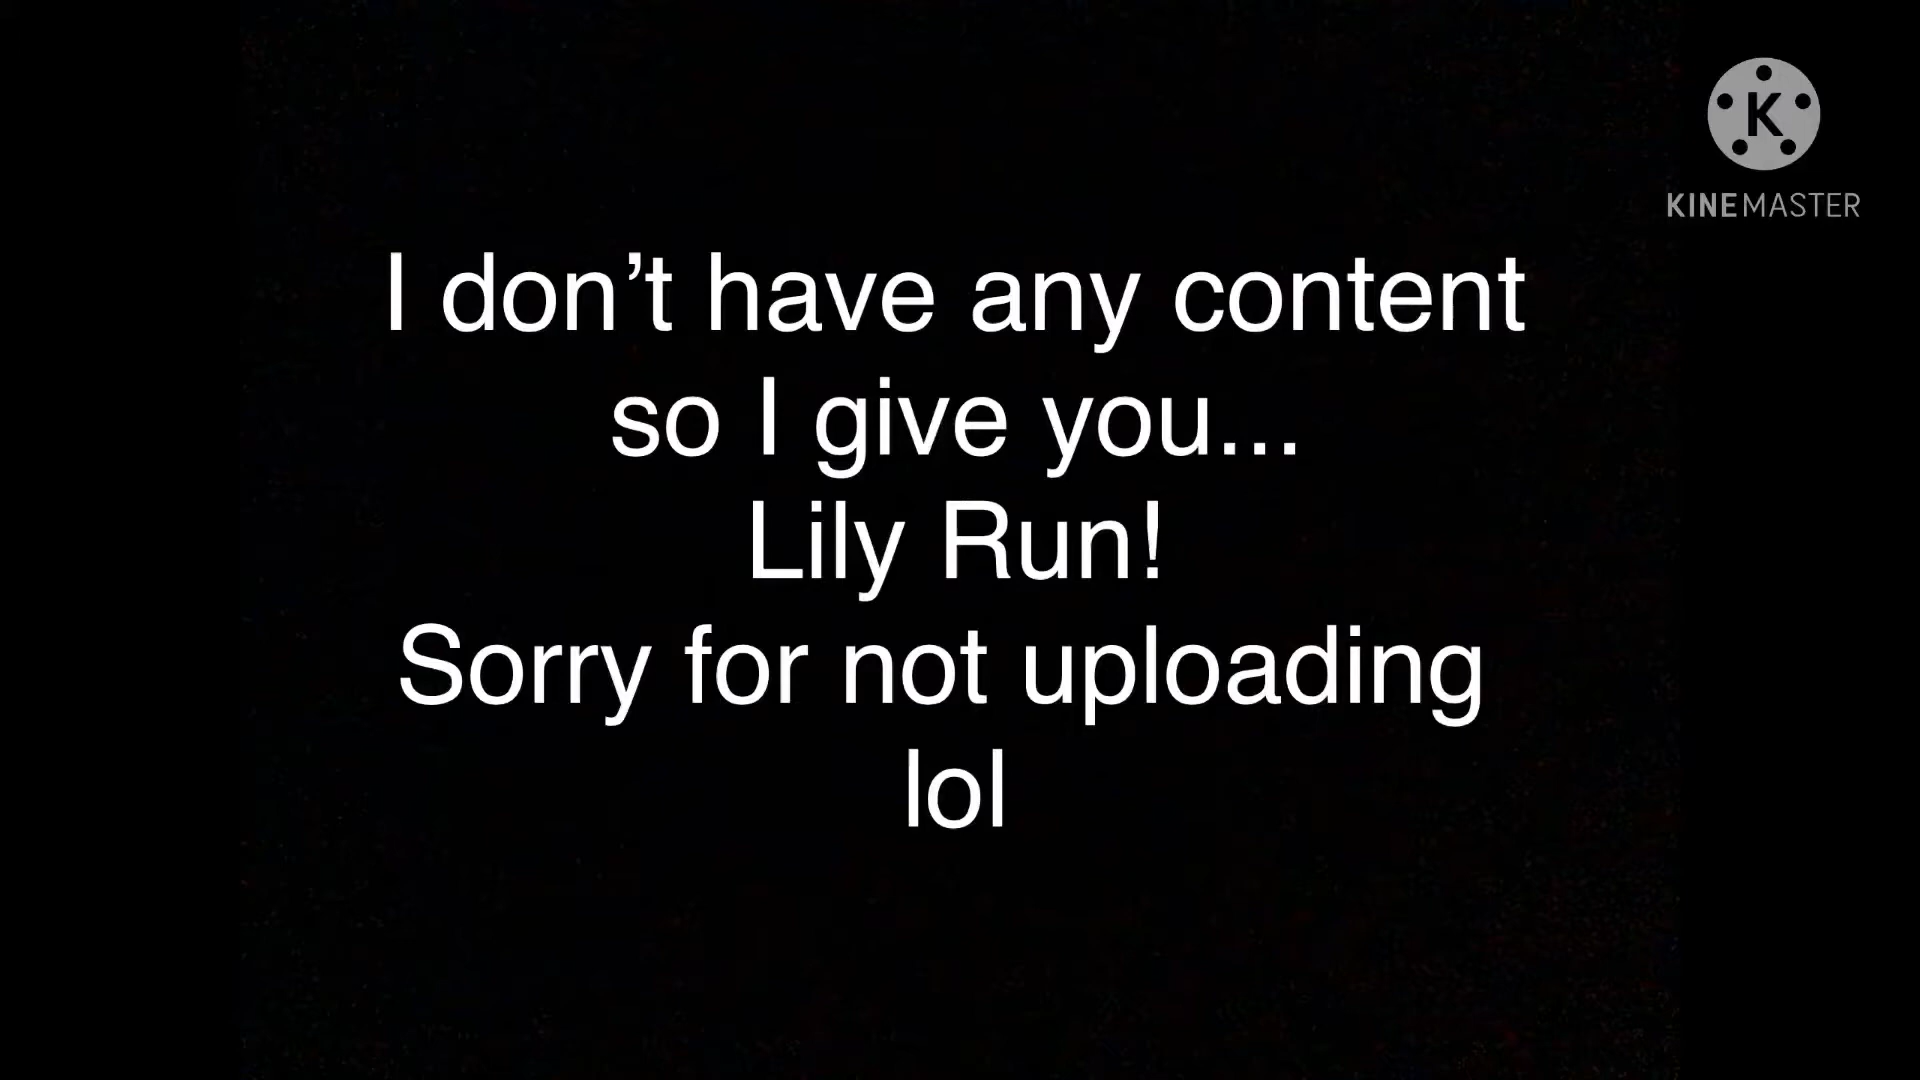 K
KINEMASTER
I don’t have any content
so I give you...
Lily Run!
Sorry for not uploading
lol